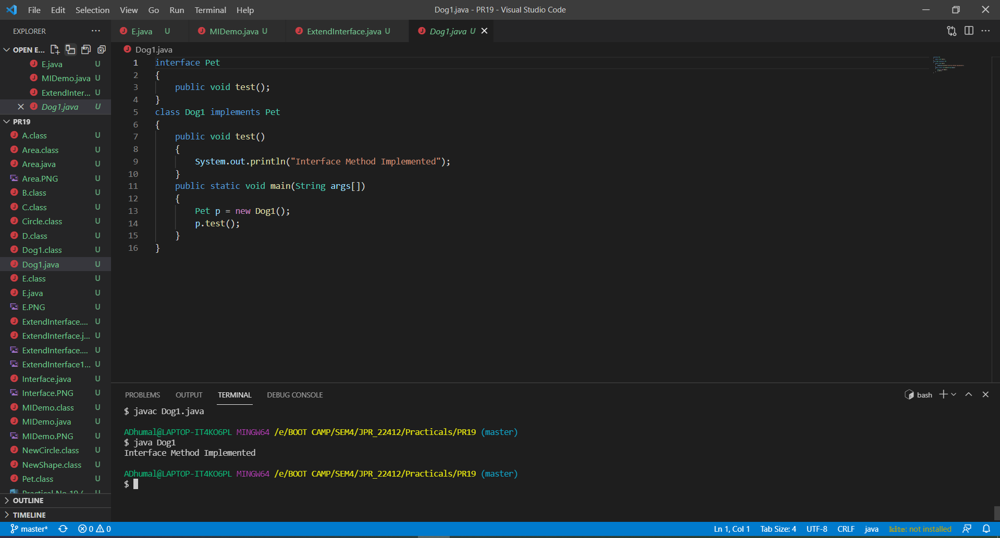 File Edit Selection View Go Run Terminal Help
Dog1.java - PR19 - Visual Studio Code
EXPLORER
OPEN E...
E.java U
MIDemo.java U
ExtendInter... U
Dog1.java U
PR19
A.class U
Area.class U
Area.java U
Area.PNG U
B.class U
C.class U
Circle.class U
D.class U
Dog1.class U
Dog1.java U
E.class U
E.java U
E.PNG U
ExtendInterface.... U
ExtendInterface.j... U
ExtendInterface.... U
ExtendInterface1... U
Interface.java U
Interface.PNG U
MIDemo.class U
MIDemo.java U
MIDemo.PNG U
NewCircle.class U
NewShape.class U
Pet.class U
OUTLINE
TIMELINE
E.java U
MIDemo.java U
ExtendInterface.java U
Dog1.java U
Dog1.java
1 interface Pet
2 {
3 public void test();
4 }
5 class Dog1 implements Pet
6 {
7 public void test()
8 {
9 System.out.println("Interface Method Implemented");
10 }
11 public static void main(String args[])
12 {
13 Pet p = new Dog1();
14 p.test();
15 }
16 }
PROBLEMS OUTPUT TERMINAL DEBUG CONSOLE
bash
$ javac Dog1.java
ADhumal@LAPTOP-IT4KO6PL MINGW64 /e/BOOT CAMP/SEM4/JPR_22412/Practicals/PR19 (master)
$ java Dog1
Interface Method Implemented
ADhumal@LAPTOP-IT4KO6PL MINGW64 /e/BOOT CAMP/SEM4/JPR_22412/Practicals/PR19 (master)
$
master* 0 0
Ln 1, Col 1 Tab Size: 4 UTF-8 CRLF java kite: not installed